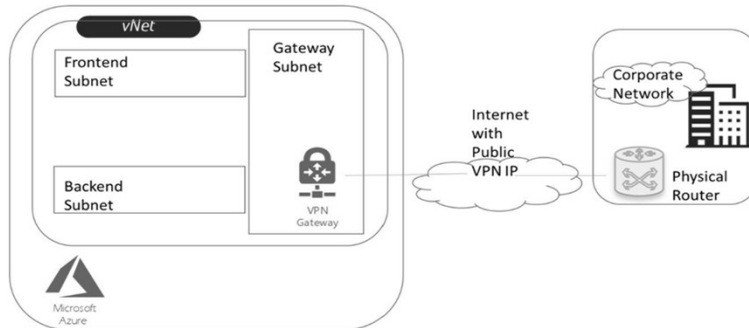 vNet
Frontend
Subnet
Gateway
Subnet
Backend
Subnet
VPN
Gateway
Microsoft
Azure
Internet
with
Public
VPN IP
Corporate
Network
Physical
Router